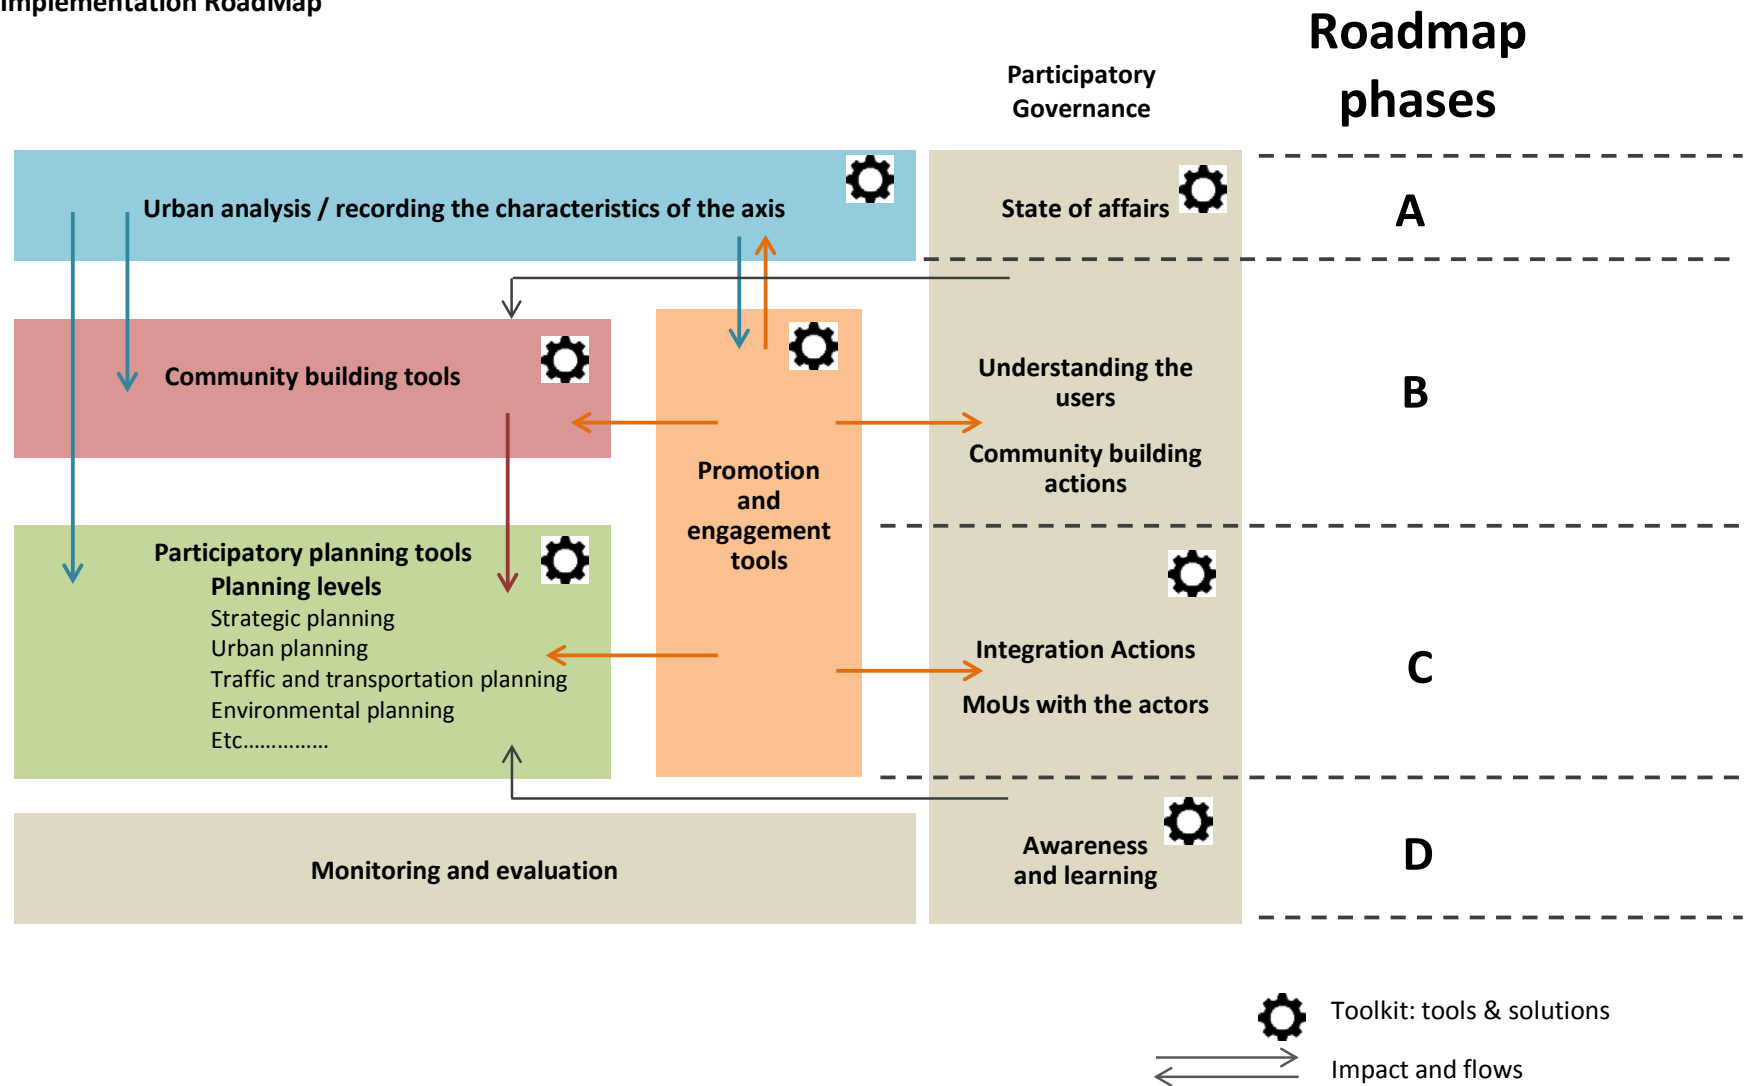 Implementation RoadMap
Roadmap
phases
Participatory
Governance
Urban analysis / recording the characteristics of the axis
State of affairs
A
Community building tools
Understanding the
users
B
Community building
actions
Promotion
and
engagement
tools
Participatory planning tools
Planning levels
Strategic planning
Urban planning
Traffic and transportation planning
Environmental planning
Etc...............
Integration Actions
MoUs with the actors
C
Monitoring and evaluation
Awareness
and learning
D
Toolkit: tools & solutions
Impact and flows